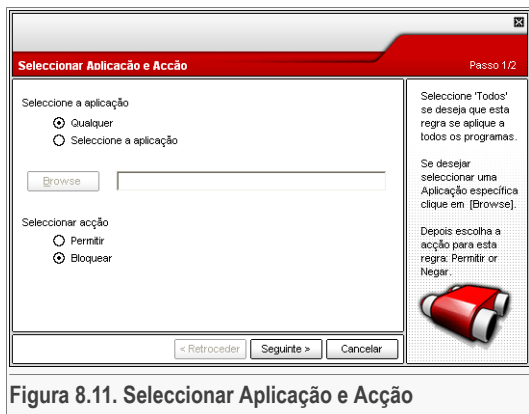 Seleccionar Aplicação e Acção
Passo 1/2
Seleccione a aplicação
Qualquer
Seleccione a aplicação
Browse
Seleccionar acção
Permitir
Bloquear
Seleccione 'Todos'
se deseja que esta
regra se aplique a
todos os programas.
Se desejar
seleccionar uma
Aplicação específica
clique em [Browse].
Depois escolha a
acção para esta
regra: Permitir or
Negar.
< Retroceder
Seguinte >
Cancelar
Figura 8.11. Seleccionar Aplicação e Acção